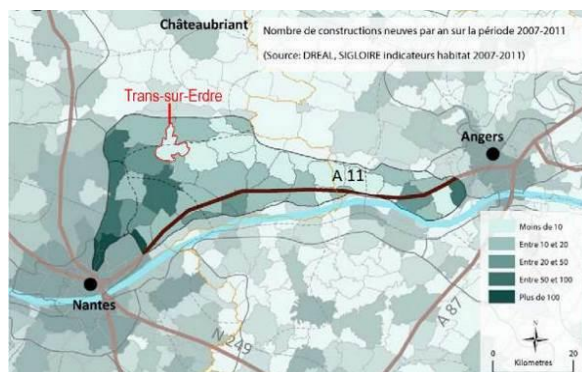 Châteaubriant
Nombre de constructions neuves par an sur la période 2007-2011
(Source: DREAL, SIGLOIRE indicateurs habitat 2007-2011)
Trans-sur-Erdre
Angers
A 11
Moins de 10
Entre 10 et 20
Entre 20 et 50
Entre 50 et 100
Plus de 100
Nantes
N 249
A 87
N
0 20
Kilometres